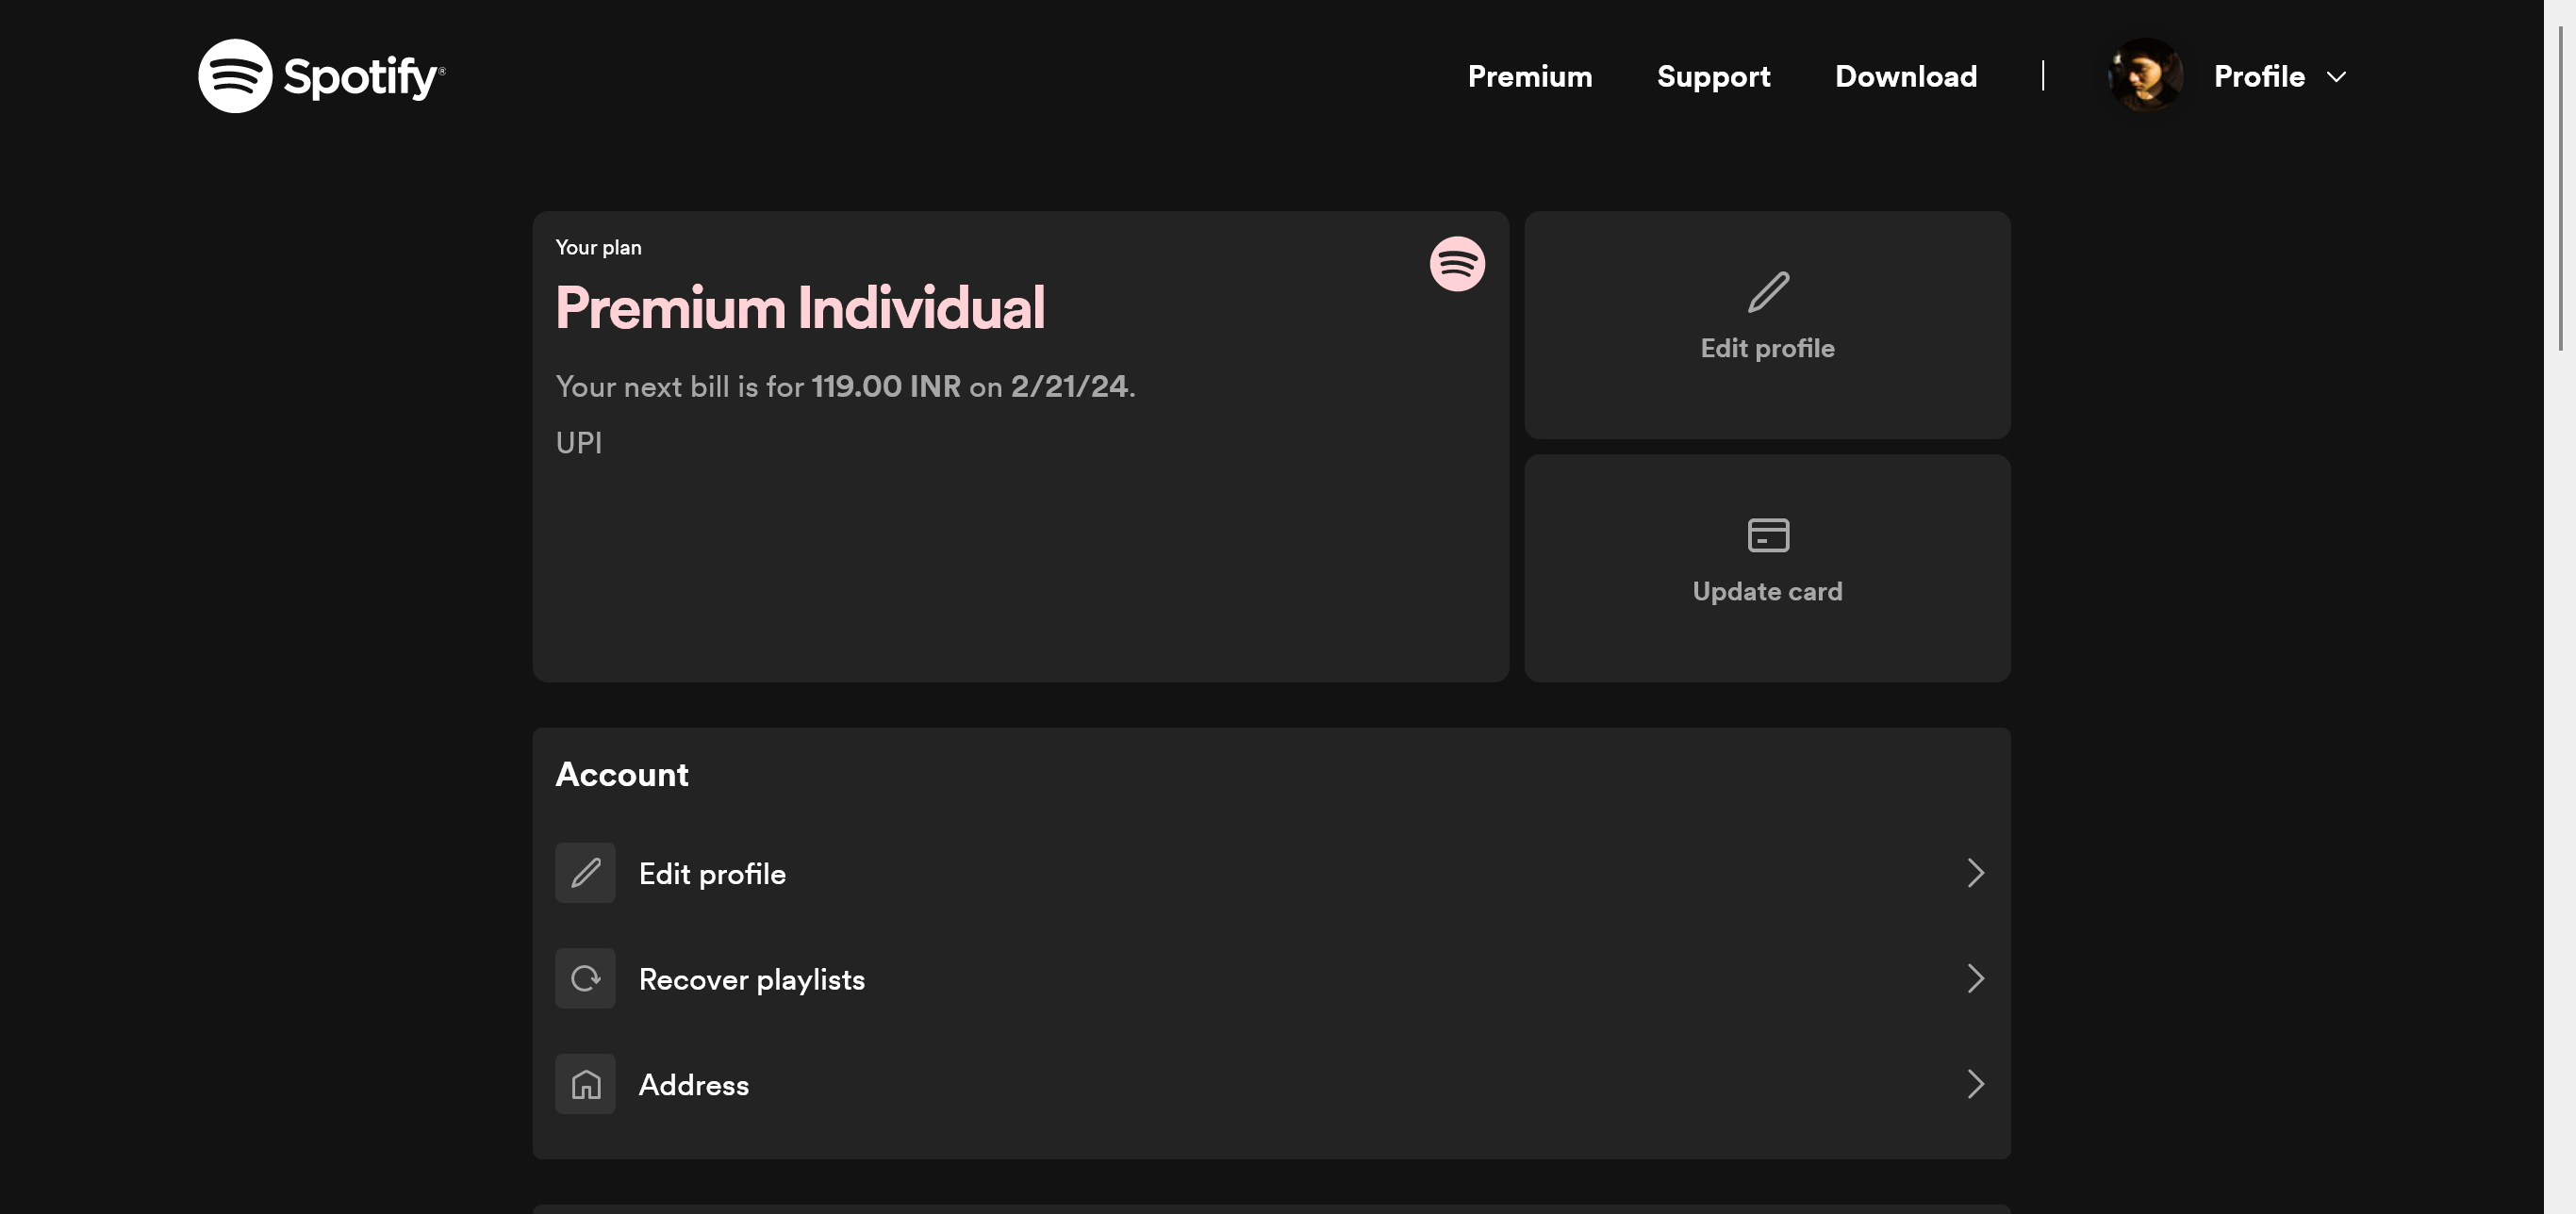 Spotify®
Premium
Support
Download
Profile
Your plan
Premium Individual
Your next bill is for 119.00 INR on 2/21/24.
UPI
Edit profile
Update card
Account
Edit profile
Recover playlists
Address